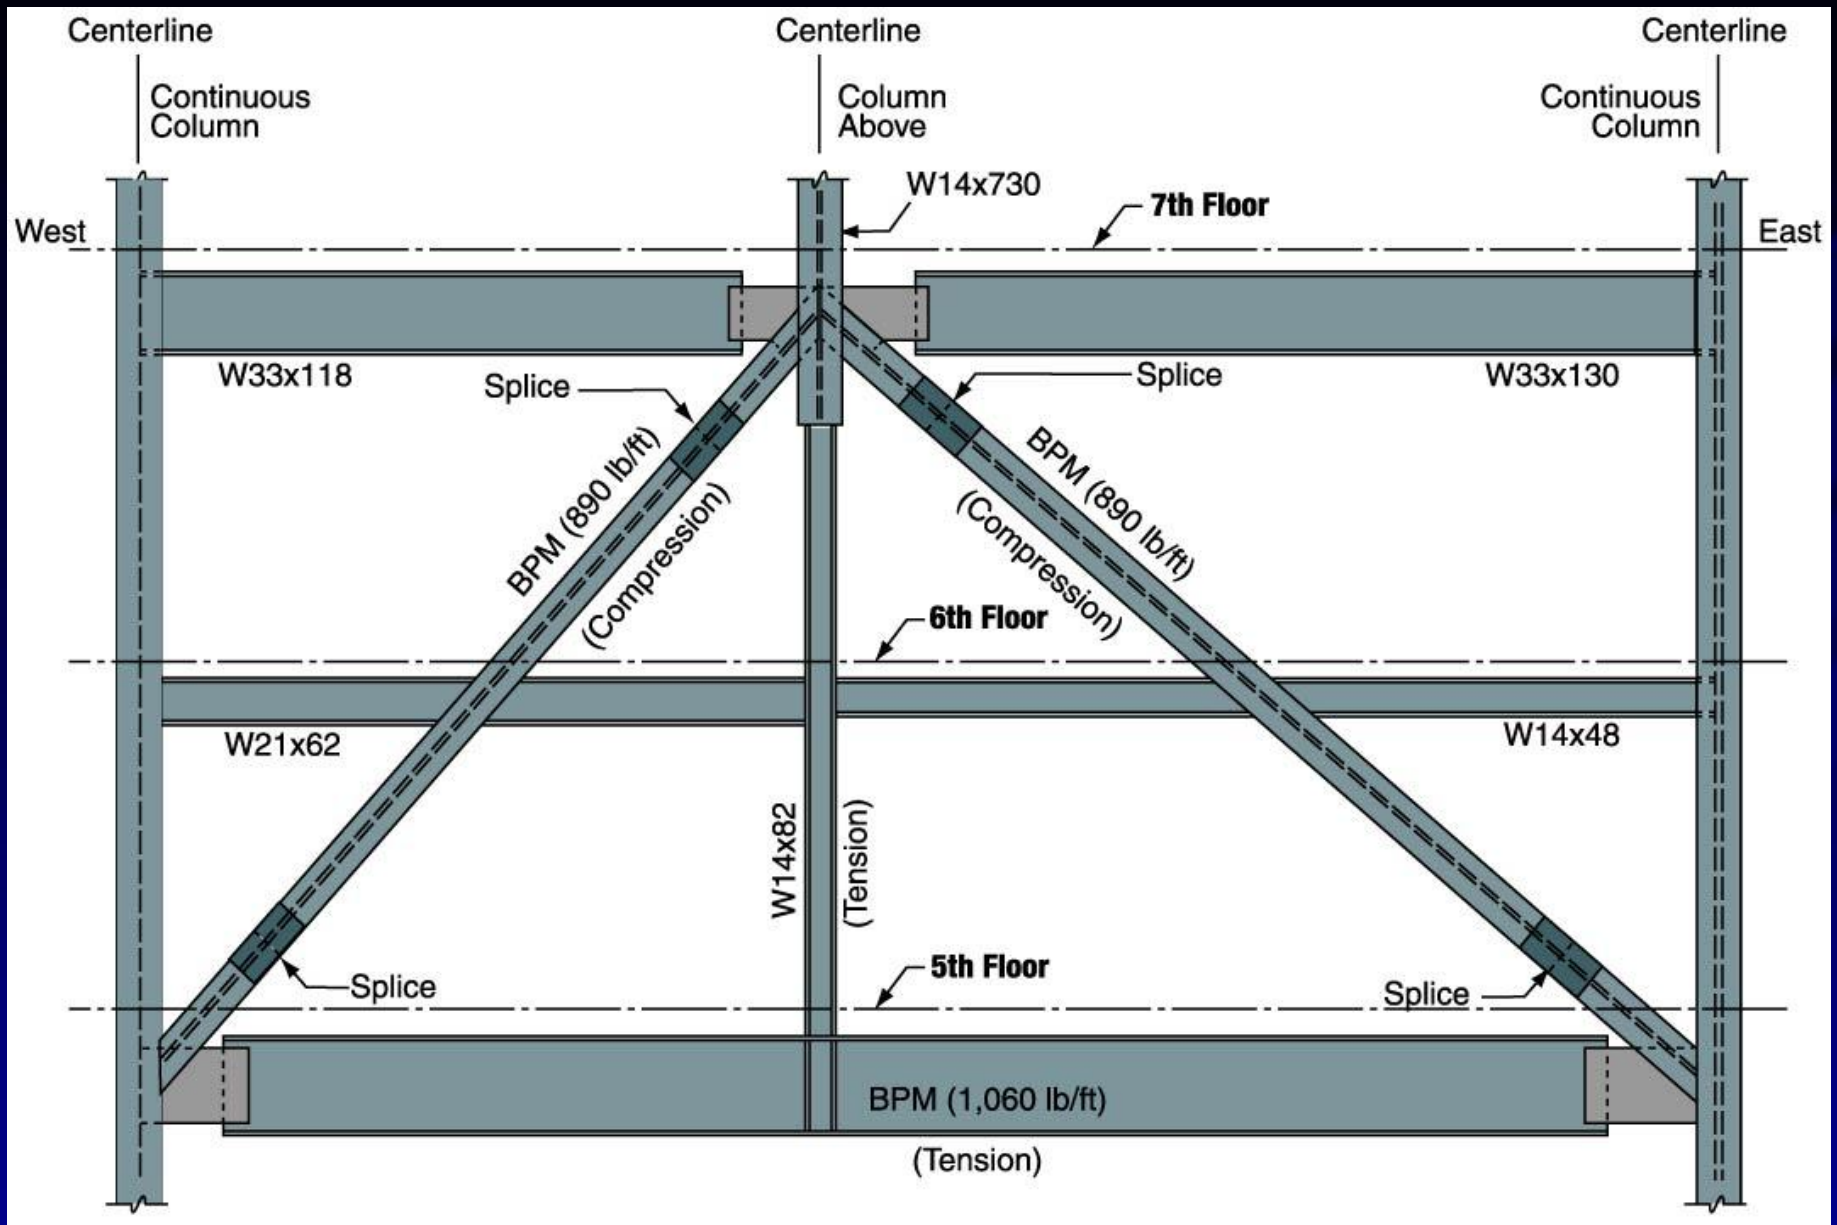 Centerline
Centerline
Centerline
Continuous
Column
Column
Above
Continuous
Column
W14x730
7th Floor
West
East
W33x118
W33x130
Splice
Splice
BPM (890 lb/ft)
(Compression)
BPM (890 lb/ft)
(Compression)
6th Floor
W21x62
W14x48
W14x82
(Tension)
5th Floor
Splice
Splice
BPM (1,060 lb/ft)
(Tension)